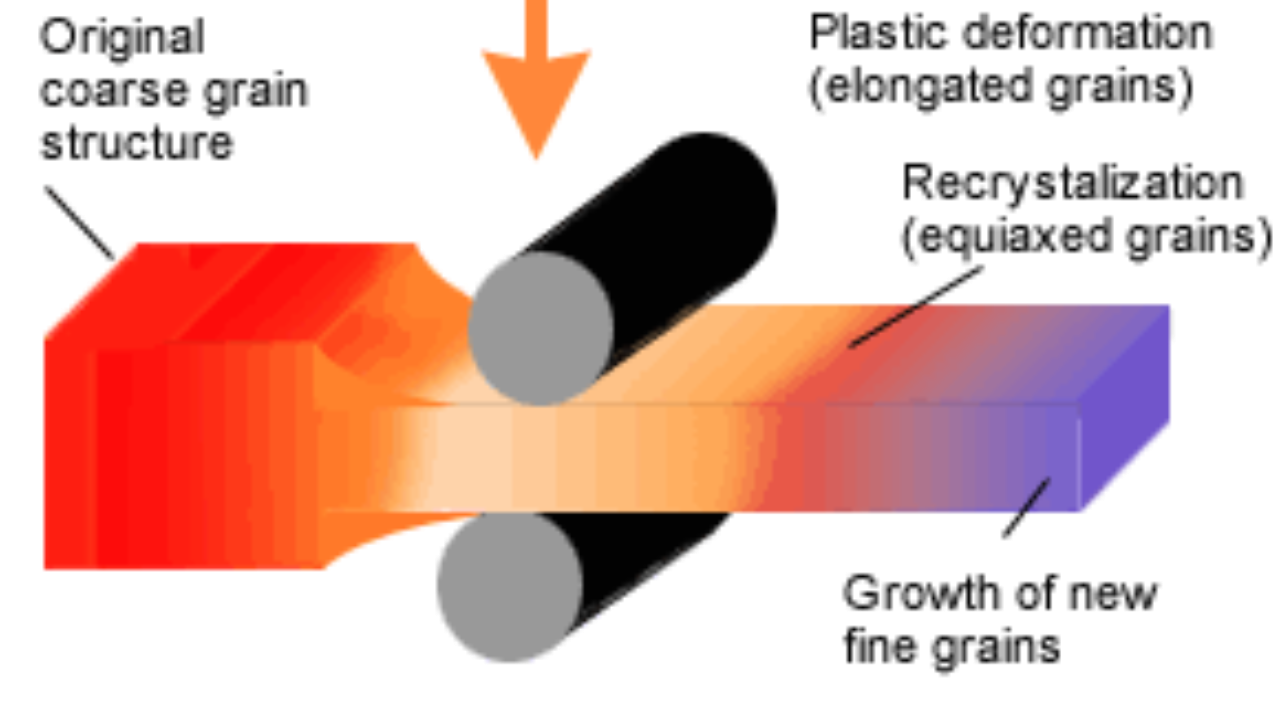 Original
coarse grain
structure
Plastic deformation
(elongated grains)
Recrystalization
(equiaxed grains)
Growth of new
fine grains